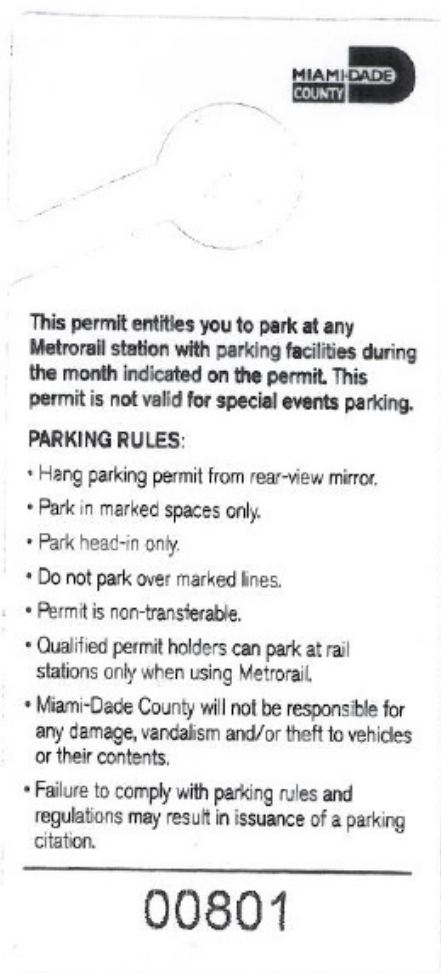 MIAMI-DADE
COUNTY
This permit entitles you to park at any
Metrorail station with parking facilities during
the month indicated on the permit. This
permit is not valid for special events parking.
PARKING RULES:
• Hang parking permit from rear-view mirror.
• Park in marked spaces only.
• Park head-in only.
• Do not park over marked lines.
• Permit is non-transferable.
• Qualified permit holders can park at rail
stations only when using Metrorail.
• Miami-Dade County will not be responsible for
any damage, vandalism and/or theft to vehicles
or their contents.
• Failure to comply with parking rules and
regulations may result in issuance of a parking
citation.
00801